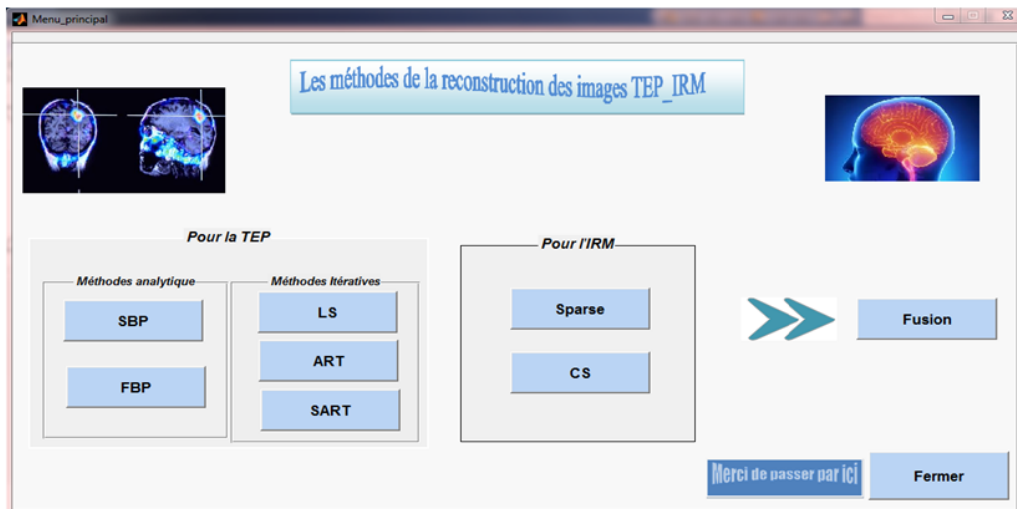 Menu_principal
Les méthodes de la reconstruction des images TEP_IRM
Pour la TEP
Méthodes analytique
SBP
FBP
Méthodes Itératives
LS
ART
SART
Pour l'IRM
Sparse
CS
Fusion
Merci de passer par ici
Fermer